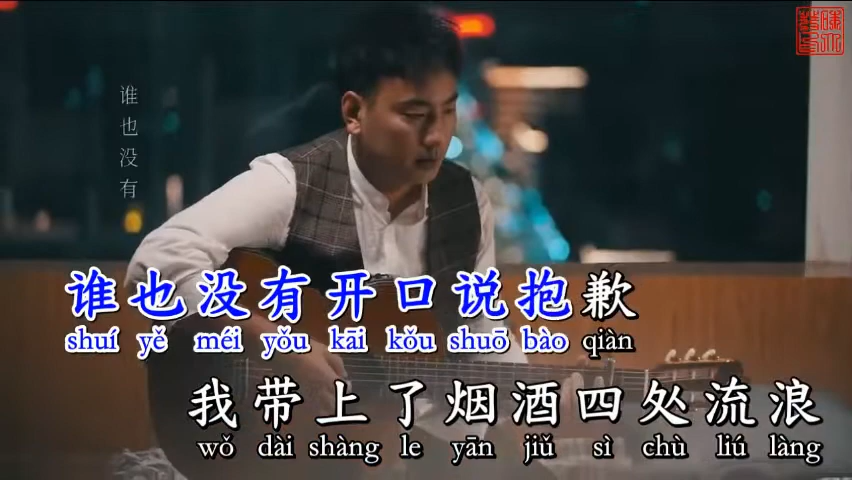 谁也没有
谁也没有开口说抱歉
shuí yě méi yǒu kāi kǒu shuō bào qiàn
我带上了烟酒四处流浪
wǒ dài shàng le yān jiǔ sì chù liú làng